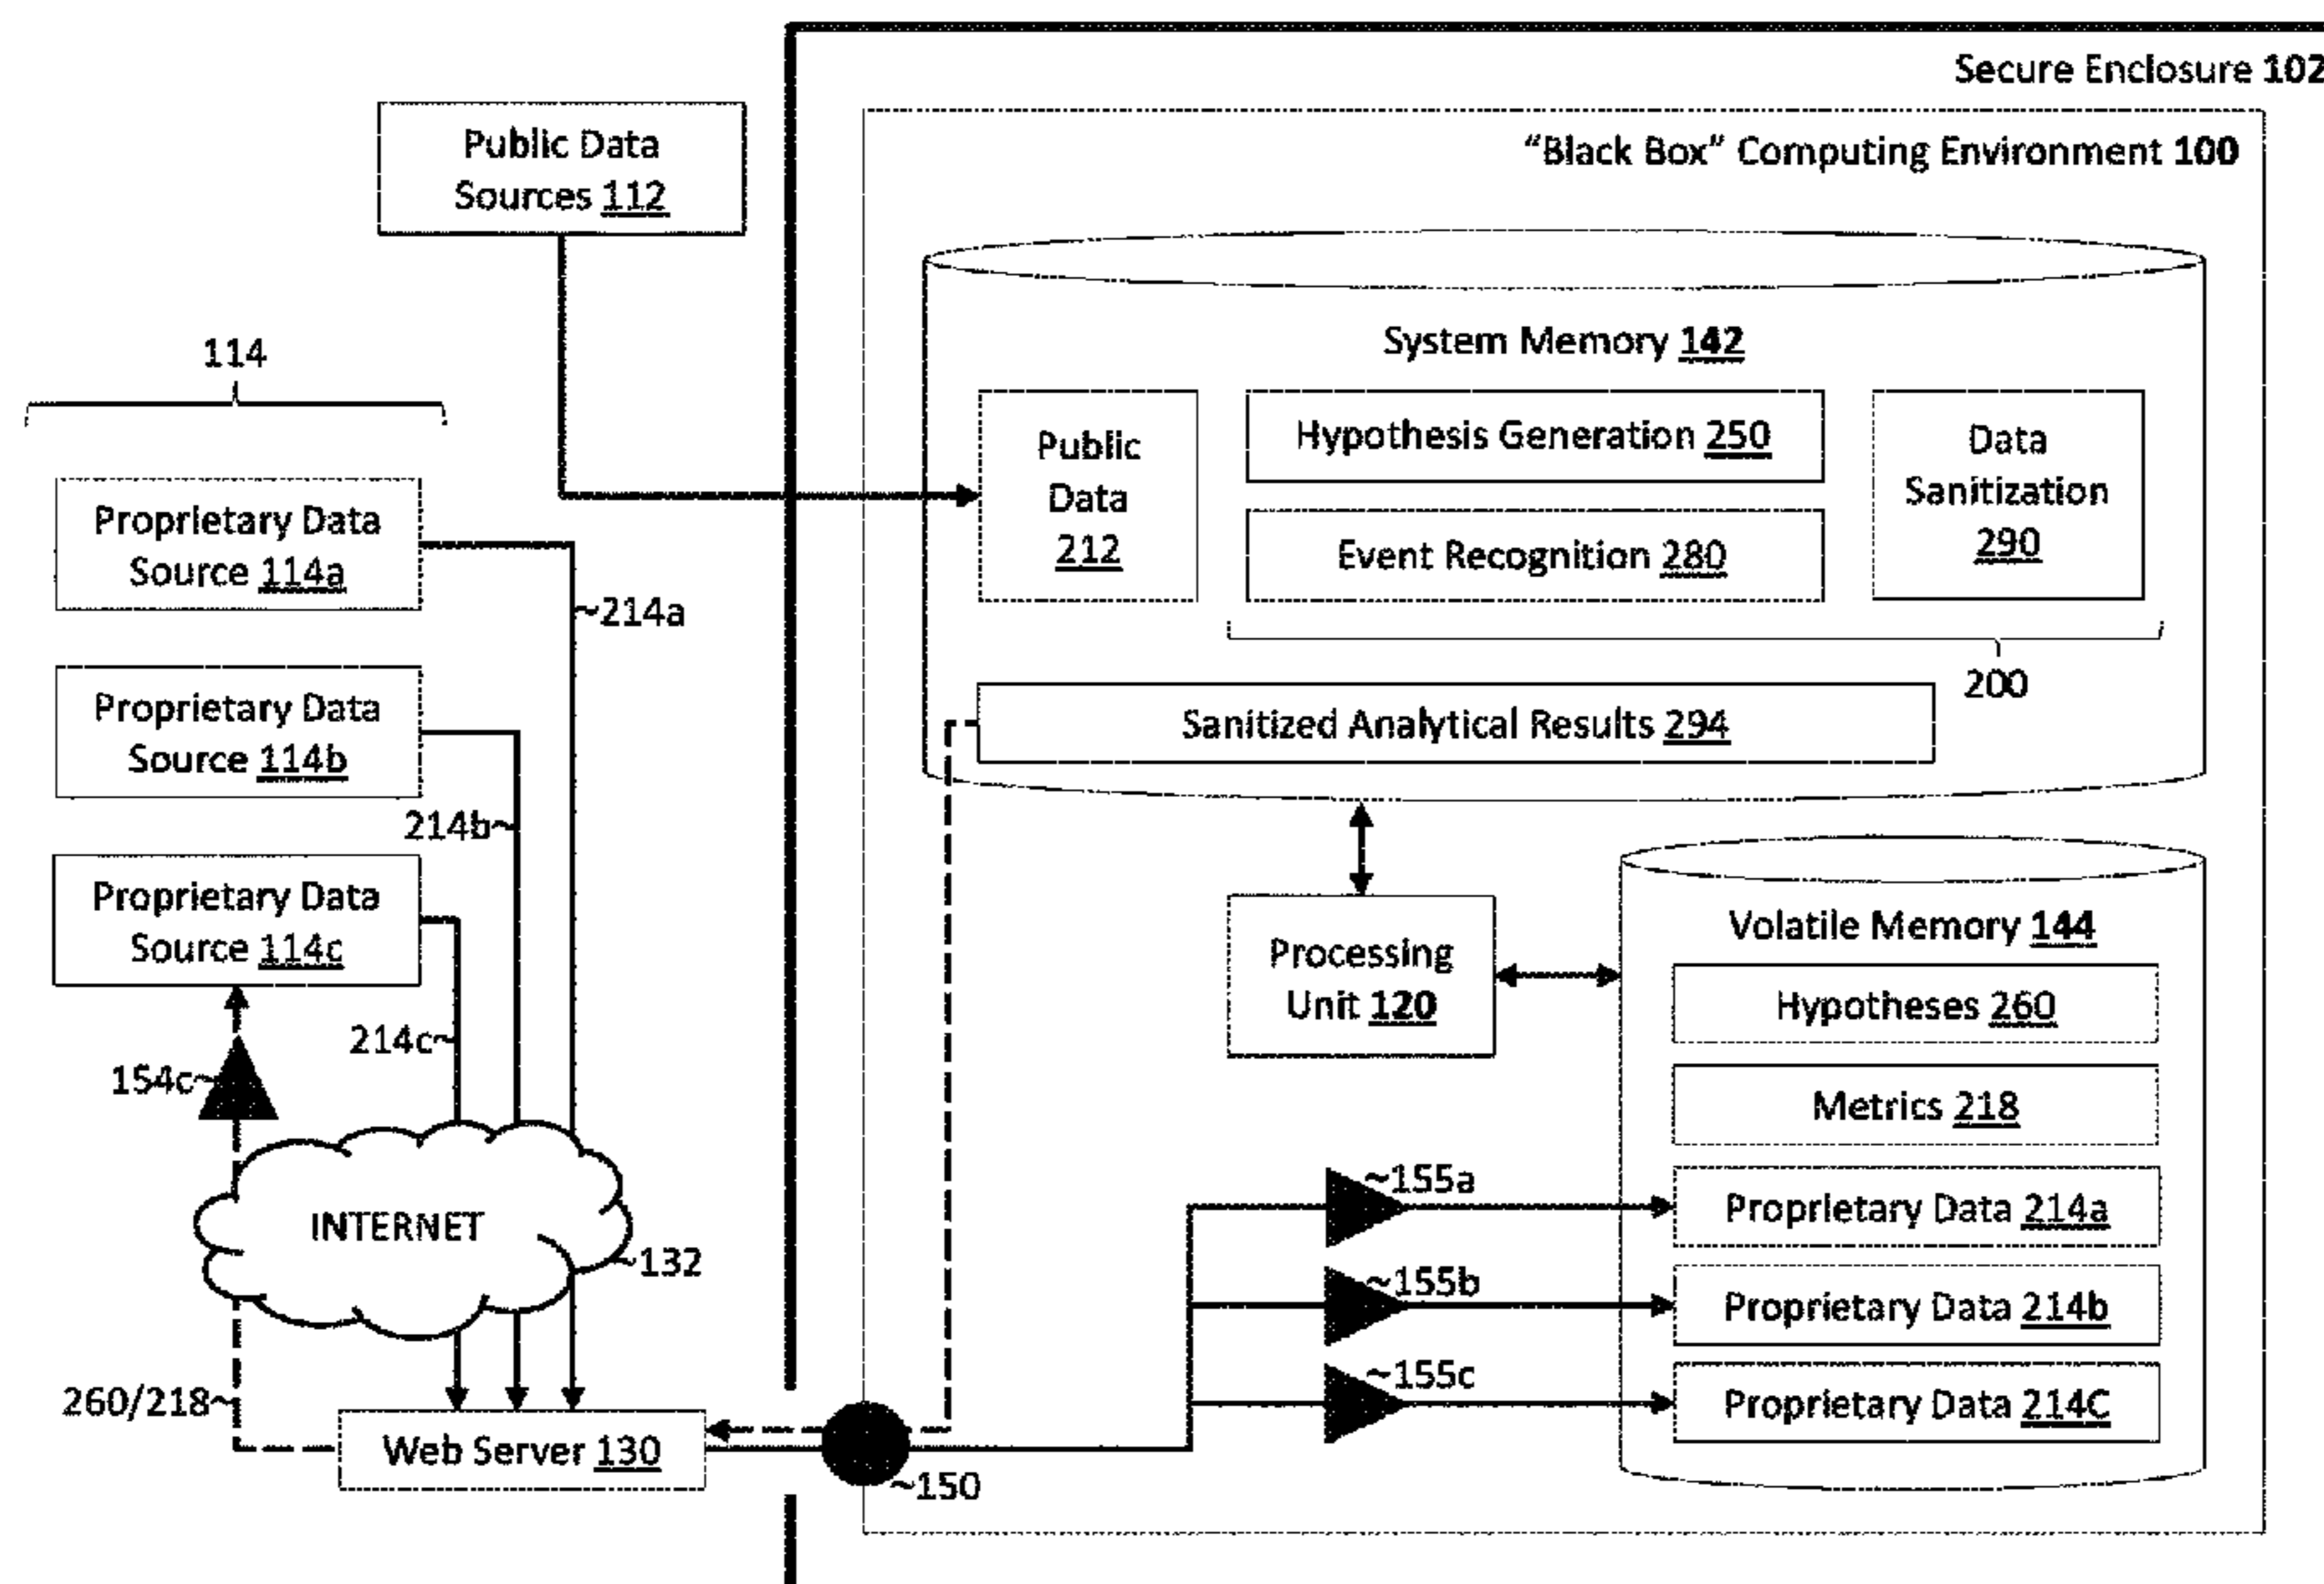 Secure Enclosure 102
"Black Box" Computing Environment 100
Public Data
Sources 112
System Memory 142
114
Public
Data
212
Hypothesis Generation 250
Event Recognition 280
Data
Sanitization
290
200
Sanitized Analytical Results 294
Proprietary Data
Source 114a
~214a
Proprietary Data
Source 114b
214b~
Proprietary Data
Source 114c
214c~
154c~
INTERNET
~132
260/218~
Web Server 130
~150
Processing
Unit 120
Volatile Memory 144
Hypotheses 260
Metrics 218
~155a
Proprietary Data 214a
~155b
Proprietary Data 214b
~155c
Proprietary Data 214C